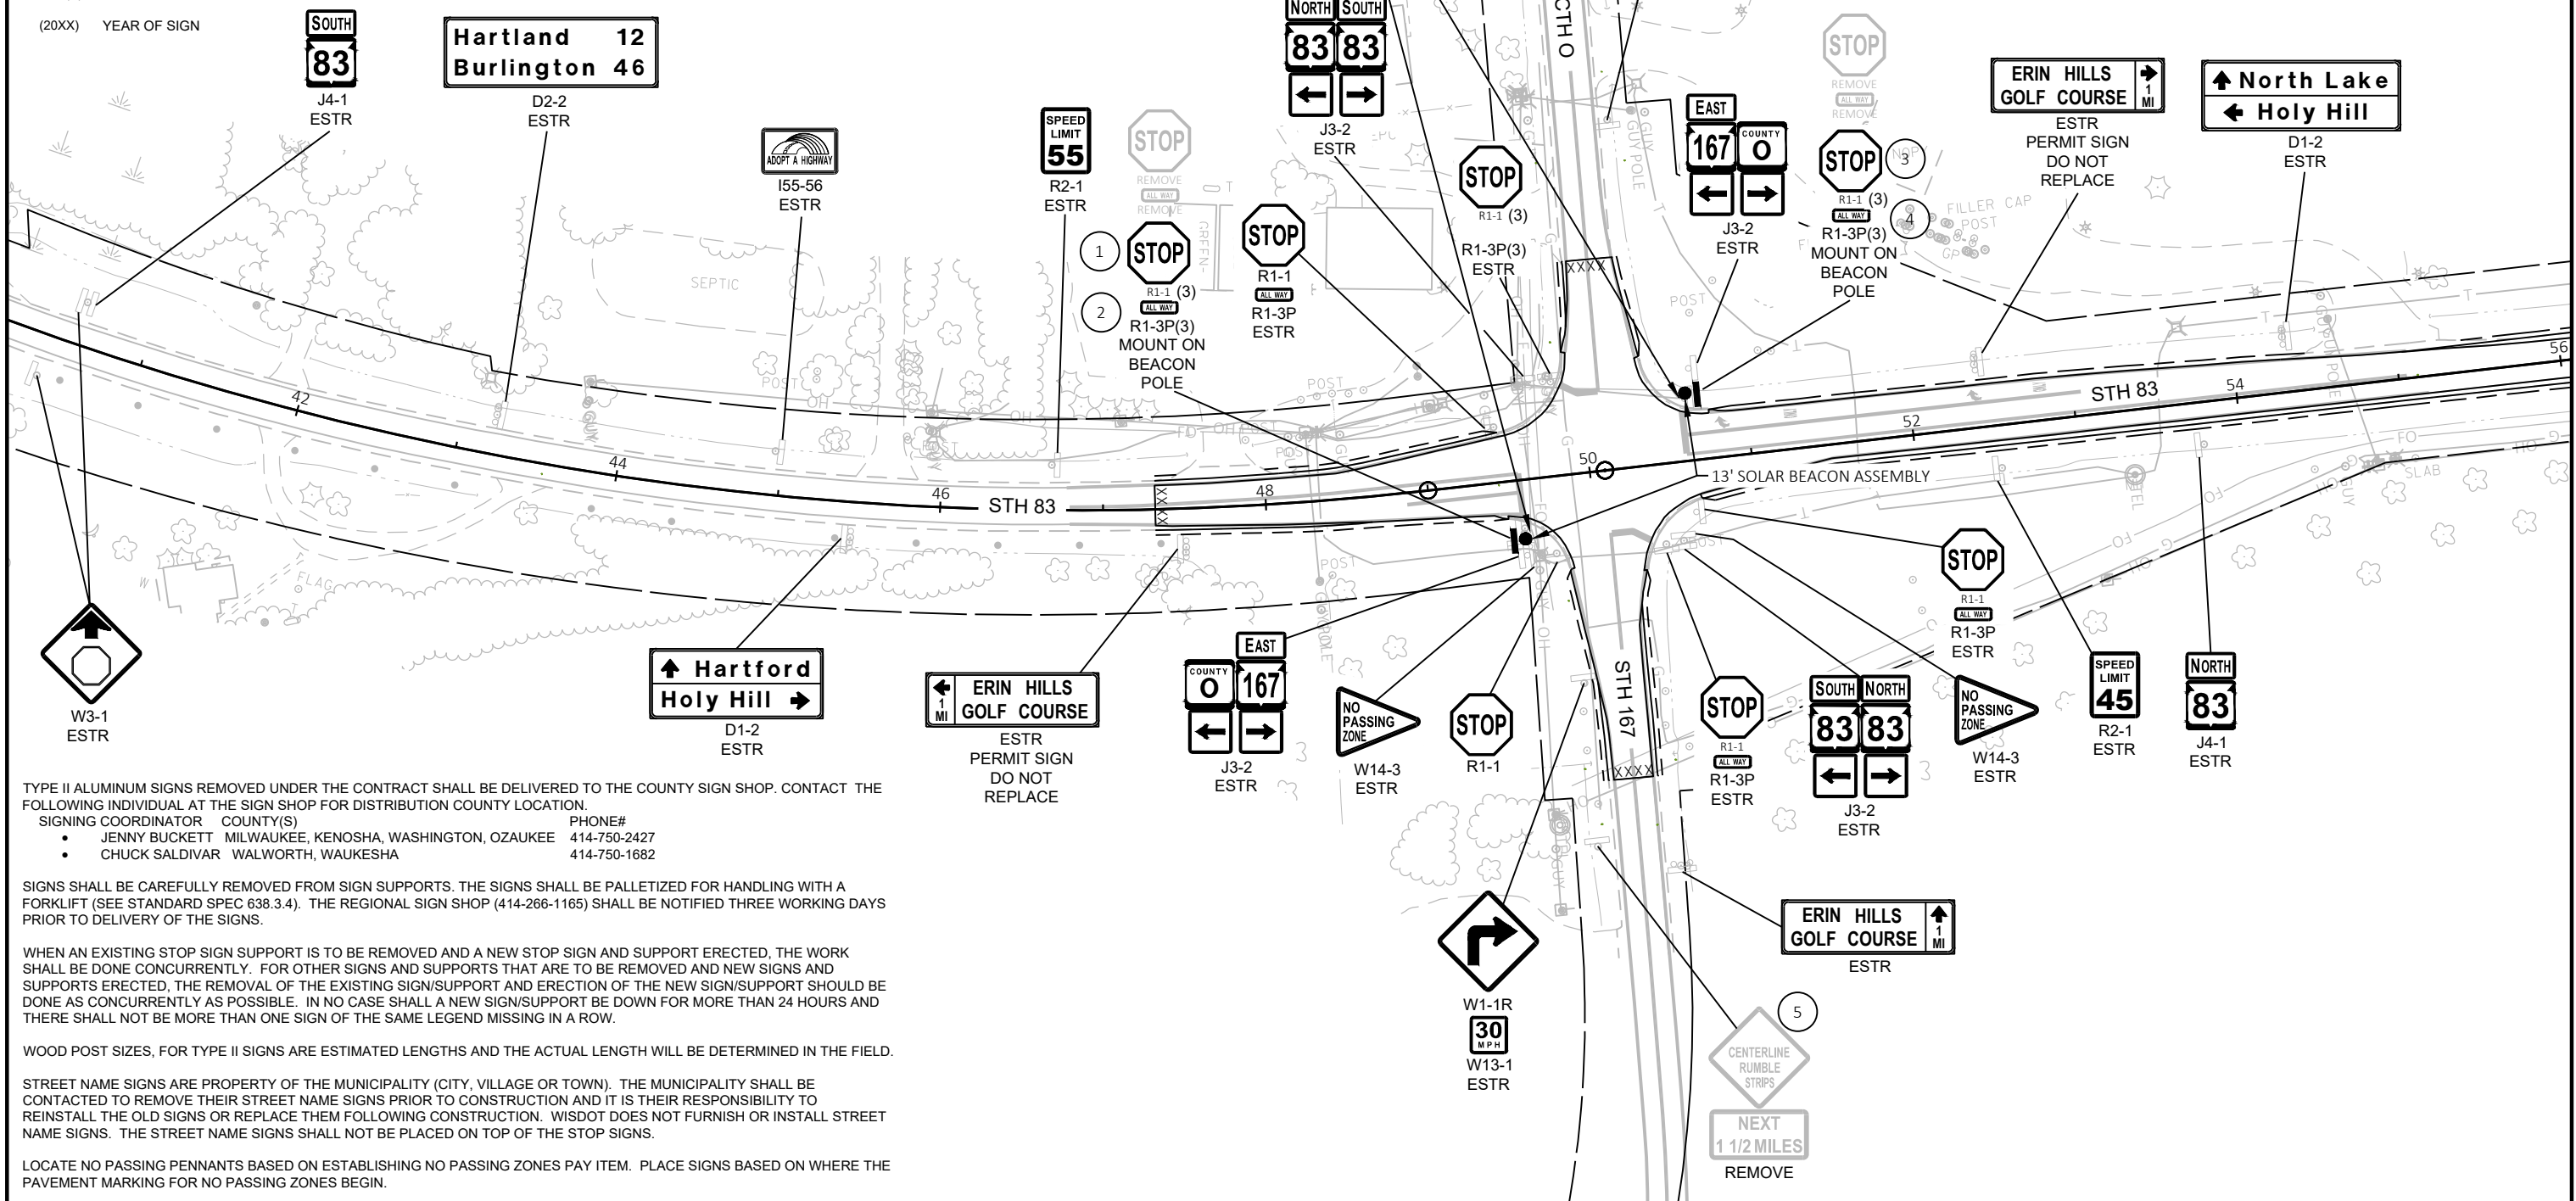 (20XX) YEAR OF SIGN
SOUTH
83
J4-1
ESTR
Hartland 12
Burlington 46
D2-2
ESTR
ADOPT A HIGHWAY
I55-56
ESTR
SPEED
LIMIT
55
R2-1
ESTR
STOP
REMOVE
ALL WAY
REMOVE
1
STOP
R1-1 (3)
2
ALL WAY
R1-3P(3)
MOUNT ON
BEACON
POLE
STOP
R1-1
ALL WAY
R1-3P
ESTR
NORTH SOUTH
83 83
J3-2
ESTR
STOP
R1-1 (3)
R1-3P(3)
ESTR
CTH O
EAST
167
COUNTY
O
J3-2
ESTR
STOP
REMOVE
ALL WAY
REMOVE
STOP
3
R1-1 (3)
ALL WAY
4
R1-3P(3)
MOUNT ON
BEACON
POLE
ERIN HILLS
GOLF COURSE
1
MI
ESTR
PERMIT SIGN
DO NOT
REPLACE
North Lake
Holy Hill
D1-2
ESTR
FILLER CAP
POST
GP
SEPTIC
GREEN-
T
GUYPOLE
POST
XXXX
POST
OH
GUY
POST
42
44
46
STH 83
48
50
52
STH 83
54
56
XXXX
13' SOLAR BEACON ASSEMBLY
FO
SLAB
GUY
OH
FLAG
W
POST
W3-1
ESTR
Hartford
Holy Hill
D1-2
ESTR
1
MI
ERIN HILLS
GOLF COURSE
ESTR
PERMIT SIGN
DO NOT
REPLACE
EAST
COUNTY
O
167
J3-2
ESTR
NO
PASSING
ZONE
W14-3
ESTR
STOP
R1-1
STH 167
XXXX
STOP
R1-1
ALL WAY
R1-3P
ESTR
SOUTH NORTH
83 83
J3-2
ESTR
NO
PASSING
ZONE
W14-3
ESTR
STOP
R1-1
ALL WAY
R1-3P
ESTR
SPEED
LIMIT
45
R2-1
ESTR
NORTH
83
J4-1
ESTR
W1-1R
30
MPH
W13-1
ESTR
ERIN HILLS
GOLF COURSE
1
MI
ESTR
5
CENTERLINE
RUMBLE
STRIPS
NEXT
1 1/2 MILES
REMOVE
TYPE II ALUMINUM SIGNS REMOVED UNDER THE CONTRACT SHALL BE DELIVERED TO THE COUNTY SIGN SHOP. CONTACT THE
FOLLOWING INDIVIDUAL AT THE SIGN SHOP FOR DISTRIBUTION COUNTY LOCATION.
SIGNING COORDINATOR COUNTY(S) PHONE#
• JENNY BUCKETT MILWAUKEE, KENOSHA, WASHINGTON, OZAUKEE 414-750-2427
• CHUCK SALDIVAR WALWORTH, WAUKESHA 414-750-1682
SIGNS SHALL BE CAREFULLY REMOVED FROM SIGN SUPPORTS. THE SIGNS SHALL BE PALLETIZED FOR HANDLING WITH A
FORKLIFT (SEE STANDARD SPEC 638.3.4). THE REGIONAL SIGN SHOP (414-266-1165) SHALL BE NOTIFIED THREE WORKING DAYS
PRIOR TO DELIVERY OF THE SIGNS.
WHEN AN EXISTING STOP SIGN SUPPORT IS TO BE REMOVED AND A NEW STOP SIGN AND SUPPORT ERECTED, THE WORK
SHALL BE DONE CONCURRENTLY. FOR OTHER SIGNS AND SUPPORTS THAT ARE TO BE REMOVED AND NEW SIGNS AND
SUPPORTS ERECTED, THE REMOVAL OF THE EXISTING SIGN/SUPPORT AND ERECTION OF THE NEW SIGN/SUPPORT SHOULD BE
DONE AS CONCURRENTLY AS POSSIBLE. IN NO CASE SHALL A NEW SIGN/SUPPORT BE DOWN FOR MORE THAN 24 HOURS AND
THERE SHALL NOT BE MORE THAN ONE SIGN OF THE SAME LEGEND MISSING IN A ROW.
WOOD POST SIZES, FOR TYPE II SIGNS ARE ESTIMATED LENGTHS AND THE ACTUAL LENGTH WILL BE DETERMINED IN THE FIELD.
STREET NAME SIGNS ARE PROPERTY OF THE MUNICIPALITY (CITY, VILLAGE OR TOWN). THE MUNICIPALITY SHALL BE
CONTACTED TO REMOVE THEIR STREET NAME SIGNS PRIOR TO CONSTRUCTION AND IT IS THEIR RESPONSIBILITY TO
REINSTALL THE OLD SIGNS OR REPLACE THEM FOLLOWING CONSTRUCTION. WISDOT DOES NOT FURNISH OR INSTALL STREET
NAME SIGNS. THE STREET NAME SIGNS SHALL NOT BE PLACED ON TOP OF THE STOP SIGNS.
LOCATE NO PASSING PENNANTS BASED ON ESTABLISHING NO PASSING ZONES PAY ITEM. PLACE SIGNS BASED ON WHERE THE
PAVEMENT MARKING FOR NO PASSING ZONES BEGIN.